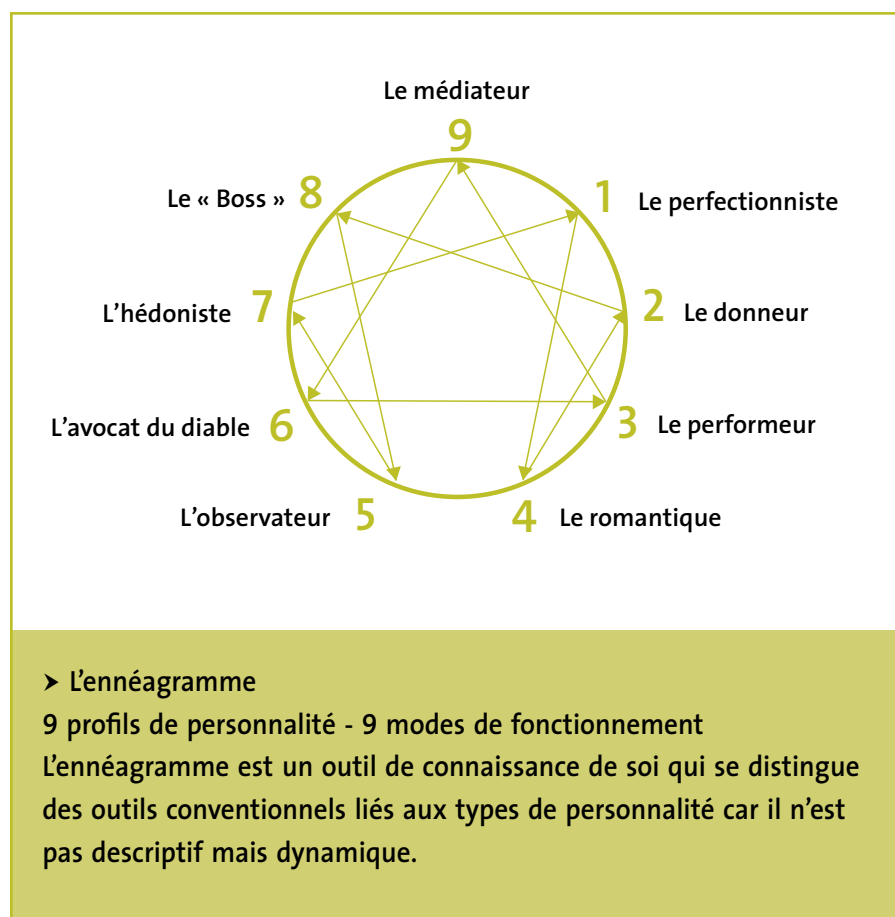 Le médiateur
9
Le « Boss » 8
1 Le perfectionniste
L’hédoniste 7
2 Le donneur
L’avocat du diable 6
3 Le performeur
L’observateur 5
4 Le romantique
➤ L’ennéagramme
9 profils de personnalité - 9 modes de fonctionnement
L’ennéagramme est un outil de connaissance de soi qui se distingue
des outils conventionnels liés aux types de personnalité car il n’est
pas descriptif mais dynamique.